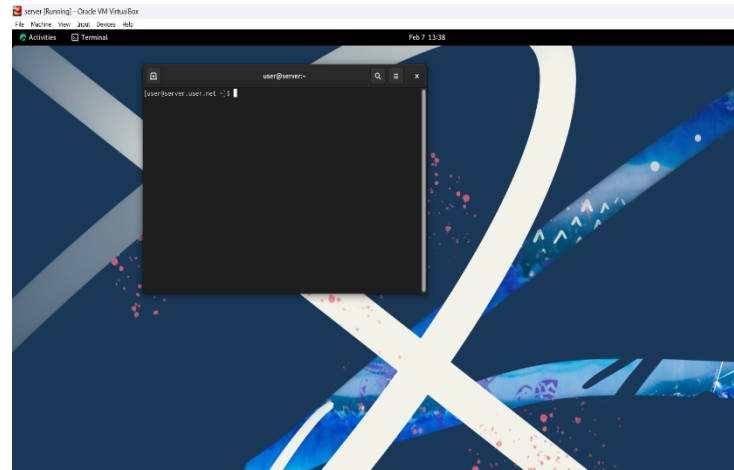 server [Running] - Oracle VM VirtualBox
File Machine View Input Devices Help
Activities Terminal Feb 7 13:38
user@server:~
[user@server.user.net ~]$